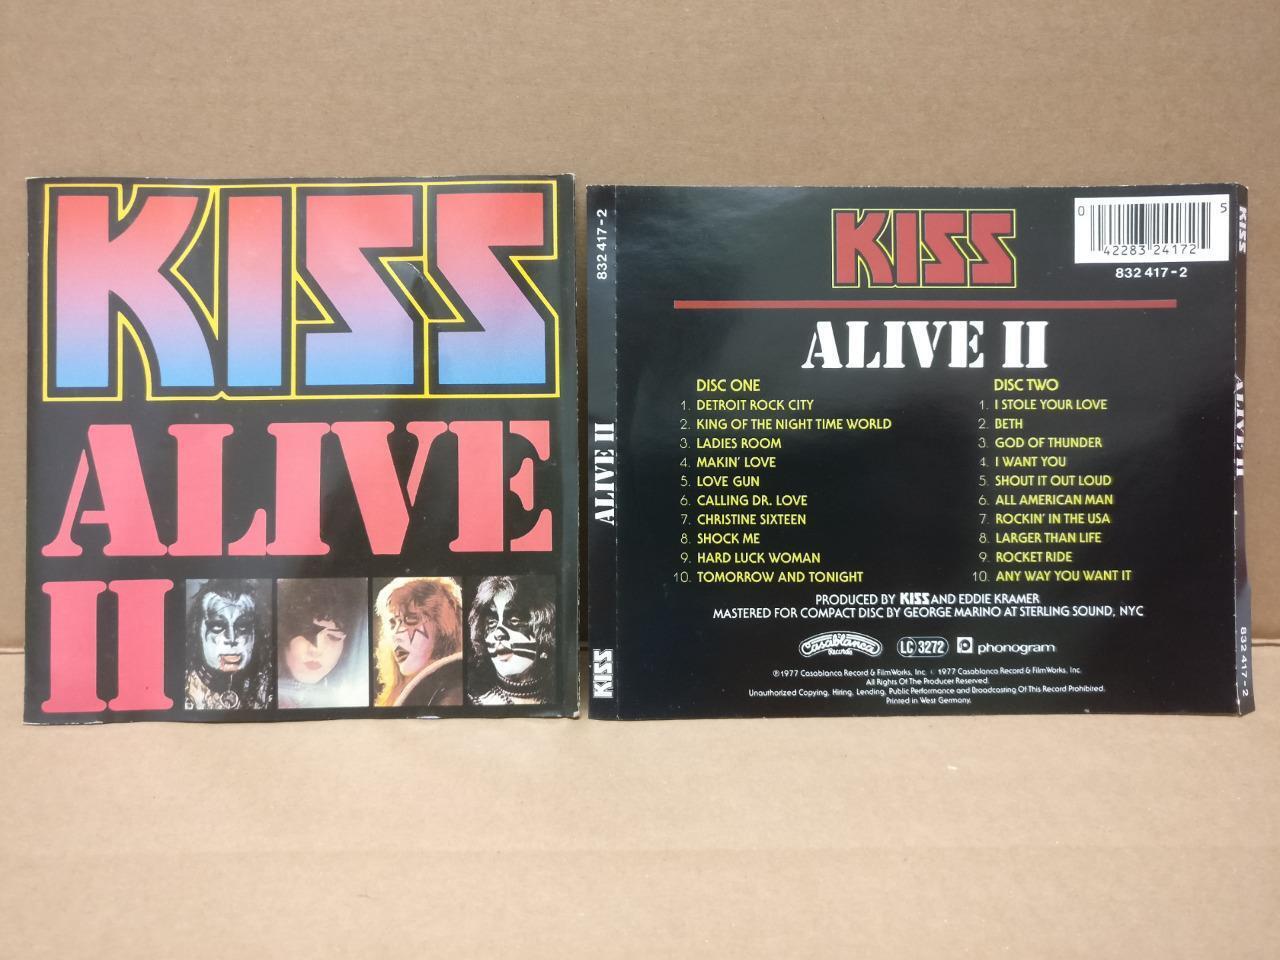 KISS
ALIVE
II
832 417-2
ALIVE II
KISS
KISS
0
5
42283 24172
832 417-2
ALIVE II
DISC ONE
1. DETROIT ROCK CITY
2. KING OF THE NIGHT TIME WORLD
3. LADIES ROOM
4. MAKIN' LOVE
5. LOVE GUN
6. CALLING DR. LOVE
7. CHRISTINE SIXTEEN
8. SHOCK ME
9. HARD LUCK WOMAN
10. TOMORROW AND TONIGHT
DISC TWO
1. I STOLE YOUR LOVE
2. BETH
3. GOD OF THUNDER
4. I WANT YOU
5. SHOUT IT OUT LOUD
6. ALL AMERICAN MAN
7. ROCKIN' IN THE USA
8. LARGER THAN LIFE
9. ROCKET RIDE
10. ANY WAY YOU WANT IT
PRODUCED BY KISS AND EDDIE KRAMER
MASTERED FOR COMPACT DISC BY GEORGE MARINO AT STERLING SOUND, NYC
Casablanca Records LC 3272 phonogram
℗ 1977 Casablanca Record & FilmWorks, Inc. © 1977 Casablanca Record & FilmWorks, Inc.
All Rights Of The Producer Reserved.
Unauthorized Copying, Hiring, Lending, Public Performance and Broadcasting Of This Record Prohibited.
Printed in West Germany.
KISS
ALIVE II
832 417-2